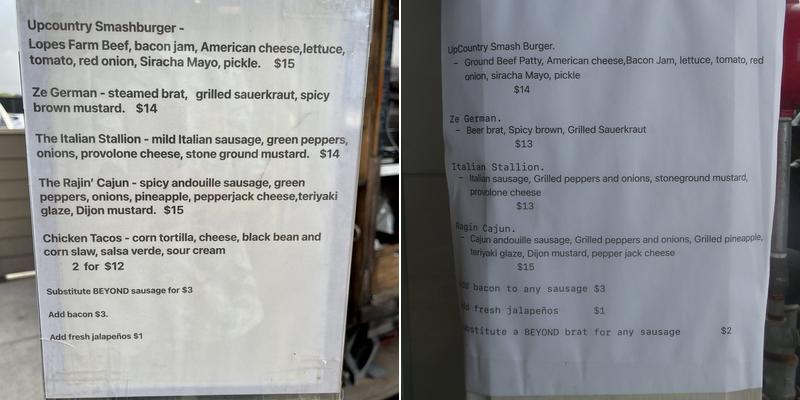 Upcountry Smashburger -
Lopes Farm Beef, bacon jam, American cheese,lettuce,
tomato, red onion, Siracha Mayo, pickle. $15
Ze German - steamed brat, grilled sauerkraut, spicy
brown mustard. $14
The Italian Stallion - mild Italian sausage, green peppers,
onions, provolone cheese, stone ground mustard. $14
The Rajin' Cajun - spicy andouille sausage, green
peppers, onions, pineapple, pepperjack cheese,teriyaki
glaze, Dijon mustard. $15
Chicken Tacos - corn tortilla, cheese, black bean and
corn slaw, salsa verde, sour cream
2 for $12
Substitute BEYOND sausage for $3
Add bacon $3.
Add fresh jalapeños $1
UpCountry Smash Burger.
- Ground Beef Patty, American cheese,Bacon Jam, lettuce, tomato, red
onion, siracha Mayo, pickle
$14
Ze German.
- Beer brat, Spicy brown, Grilled Sauerkraut
$13
Italian Stallion.
- Italian sausage, Grilled peppers and onions, stoneground mustard,
provolone cheese
$13
Ragin Cajun.
- Cajun andouille sausage, Grilled peppers and onions, Grilled pineapple,
teriyaki glaze, Dijon mustard, pepper jack cheese
$15
Add bacon to any sausage $3
Add fresh jalapeños $1
Substitute a BEYOND brat for any sausage $2